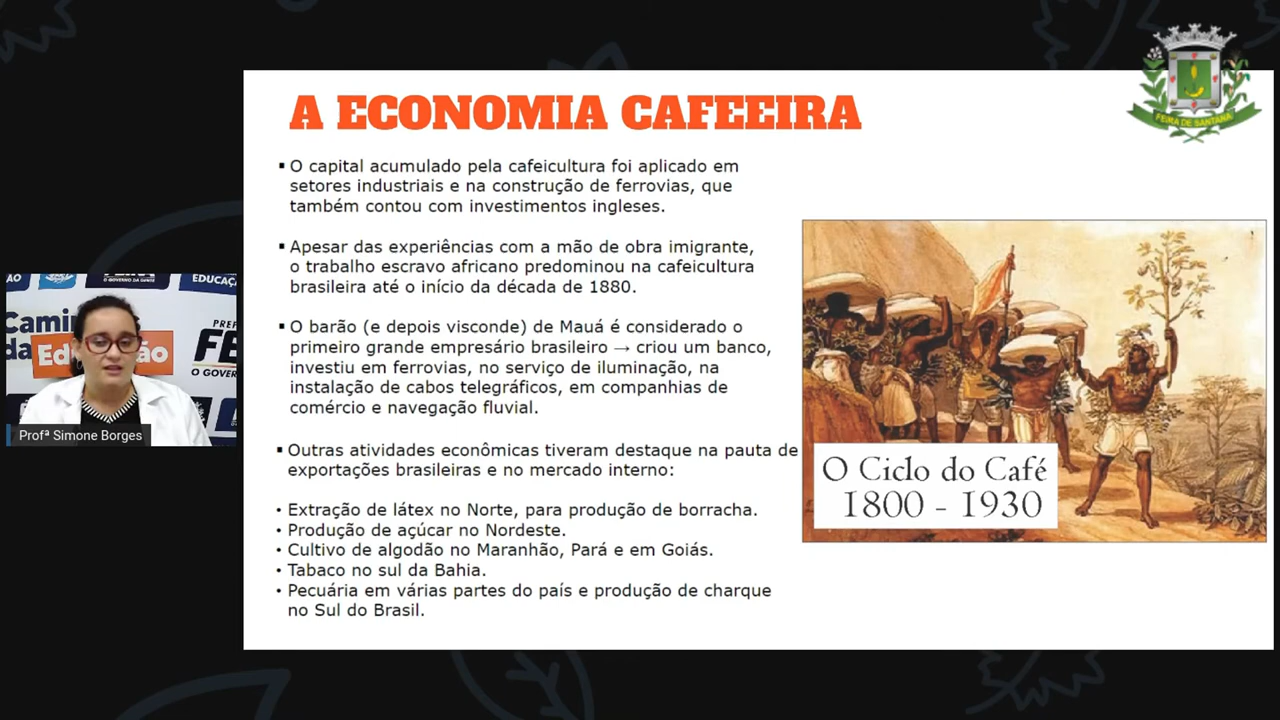 A ECONOMIA CAFEEIRA
▪ O capital acumulado pela cafeicultura foi aplicado em
setores industriais e na construção de ferrovias, que
também contou com investimentos ingleses.
▪ Apesar das experiências com a mão de obra imigrante,
o trabalho escravo africano predominou na cafeicultura
brasileira até o início da década de 1880.
▪ O barão (e depois visconde) de Mauá é considerado o
primeiro grande empresário brasileiro → criou um banco,
investiu em ferrovias, no serviço de iluminação, na
instalação de cabos telegráficos, em companhias de
comércio e navegação fluvial.
▪ Outras atividades econômicas tiveram destaque na pauta de
exportações brasileiras e no mercado interno:
• Extração de látex no Norte, para produção de borracha.
• Produção de açúcar no Nordeste.
• Cultivo de algodão no Maranhão, Pará e em Goiás.
• Tabaco no sul da Bahia.
• Pecuária em várias partes do país e produção de charque
no Sul do Brasil.
O Ciclo do Café
1800 - 1930
FEIRA DE SANTANA
EDUCAÇÃ
Cami
da Ed ão
PREF
FE
O GOVER
Profª Simone Borges